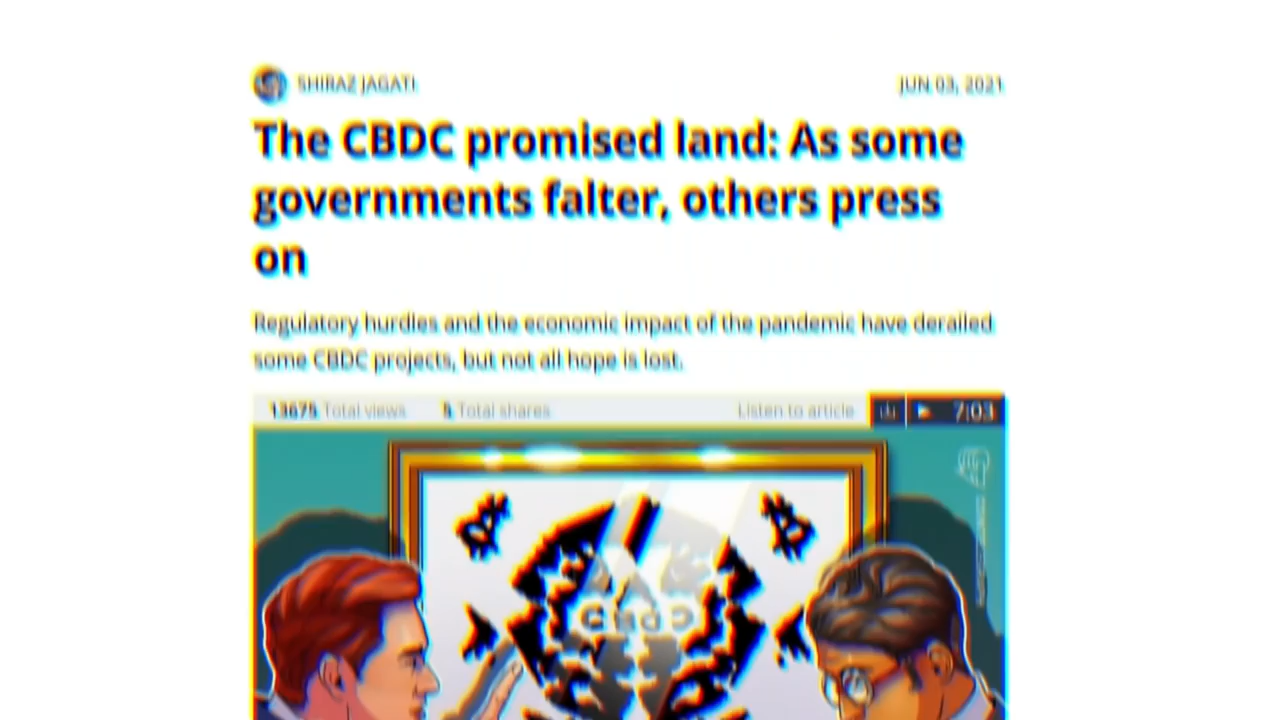 SHIRAZ JAGATI
JUN 03, 2021
The CBDC promised land: As some
governments falter, others press
on
Regulatory hurdles and the economic impact of the pandemic have derailed
some CBDC projects, but not all hope is lost.
13675 Total views 5 Total shares Listen to article 7:03
CBDC